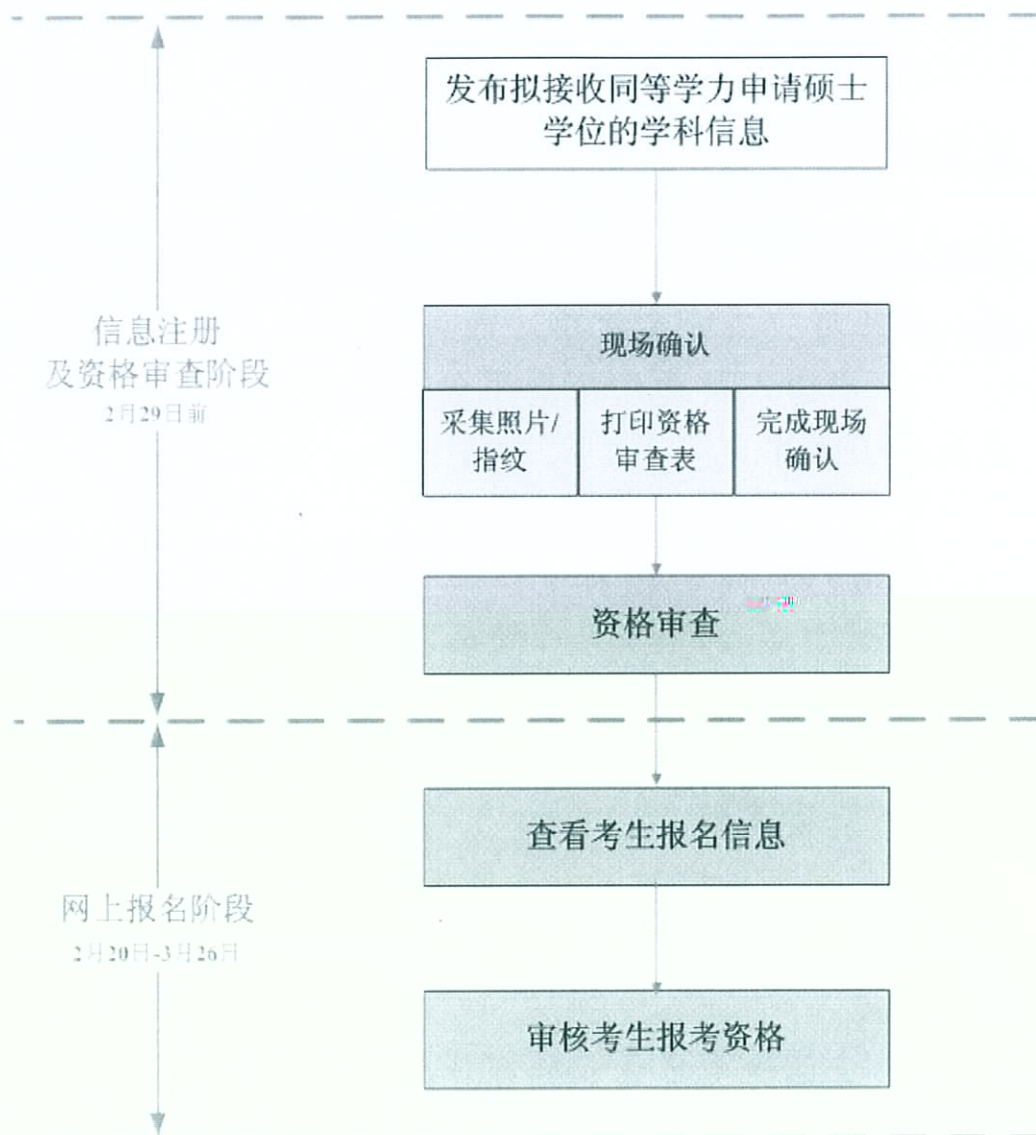 发布拟接收同等学力申请硕士
学位的学科信息
信息注册
及资格审查阶段
2月29日前
现场确认
采集照片/
指纹
打印资格
审查表
完成现场
确认
资格审查
查看考生报名信息
网上报名阶段
2月20日-3月26日
审核考生报考资格